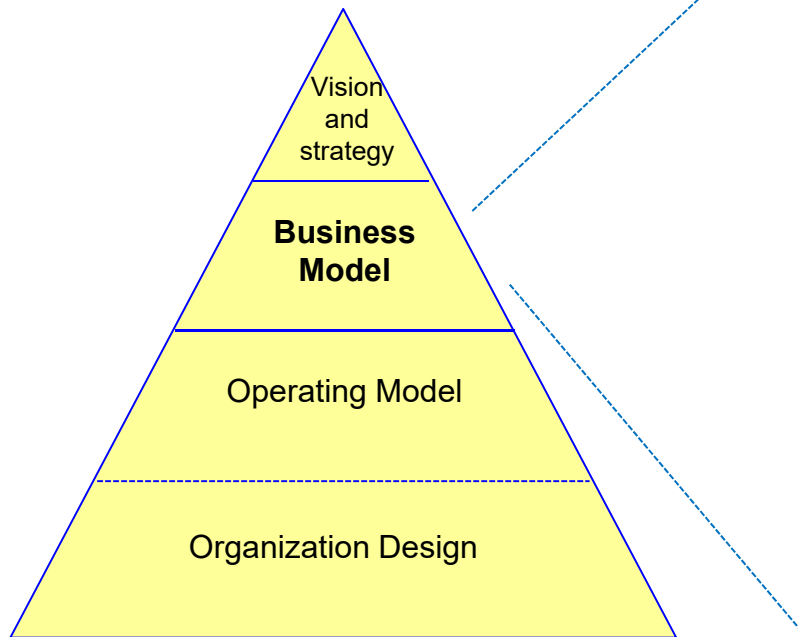 Vision
and
strategy
Business
Model
Operating Model
Organization Design